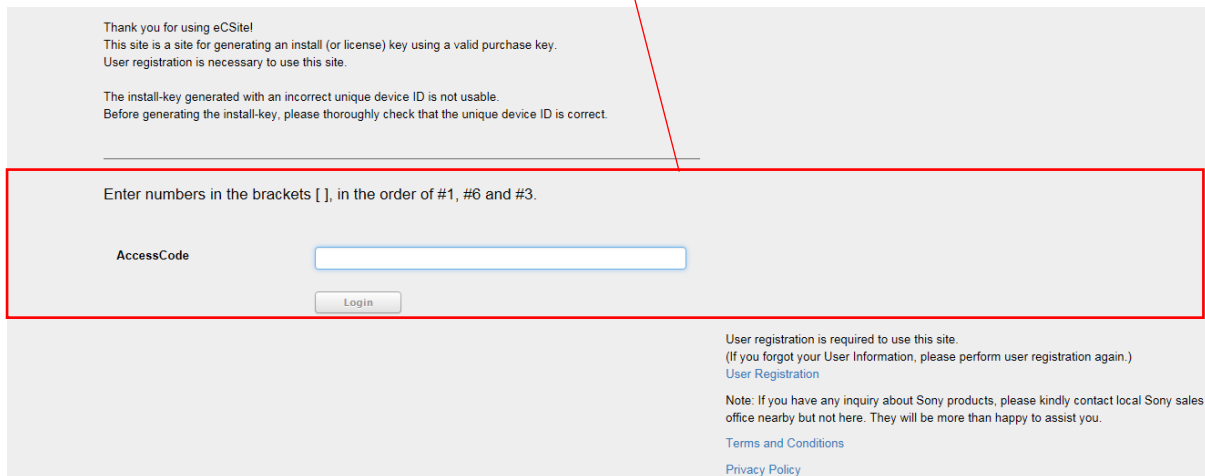 Thank you for using eCSite!
This site is a site for generating an install (or license) key using a valid purchase key.
User registration is necessary to use this site.
The install-key generated with an incorrect unique device ID is not usable.
Before generating the install-key, please thoroughly check that the unique device ID is correct.
Enter numbers in the brackets [ ], in the order of #1, #6 and #3.
AccessCode
Login
User registration is required to use this site.
(If you forgot your User Information, please perform user registration again.)
User Registration
Note: If you have any inquiry about Sony products, please kindly contact local Sony sales
office nearby but not here. They will be more than happy to assist you.
Terms and Conditions
Privacy Policy